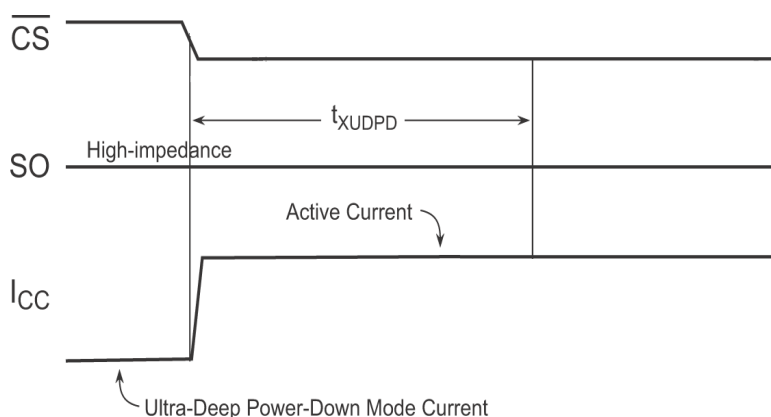 CS
tXUDPD
High-impedance
SO
Active Current
ICC
Ultra-Deep Power-Down Mode Current